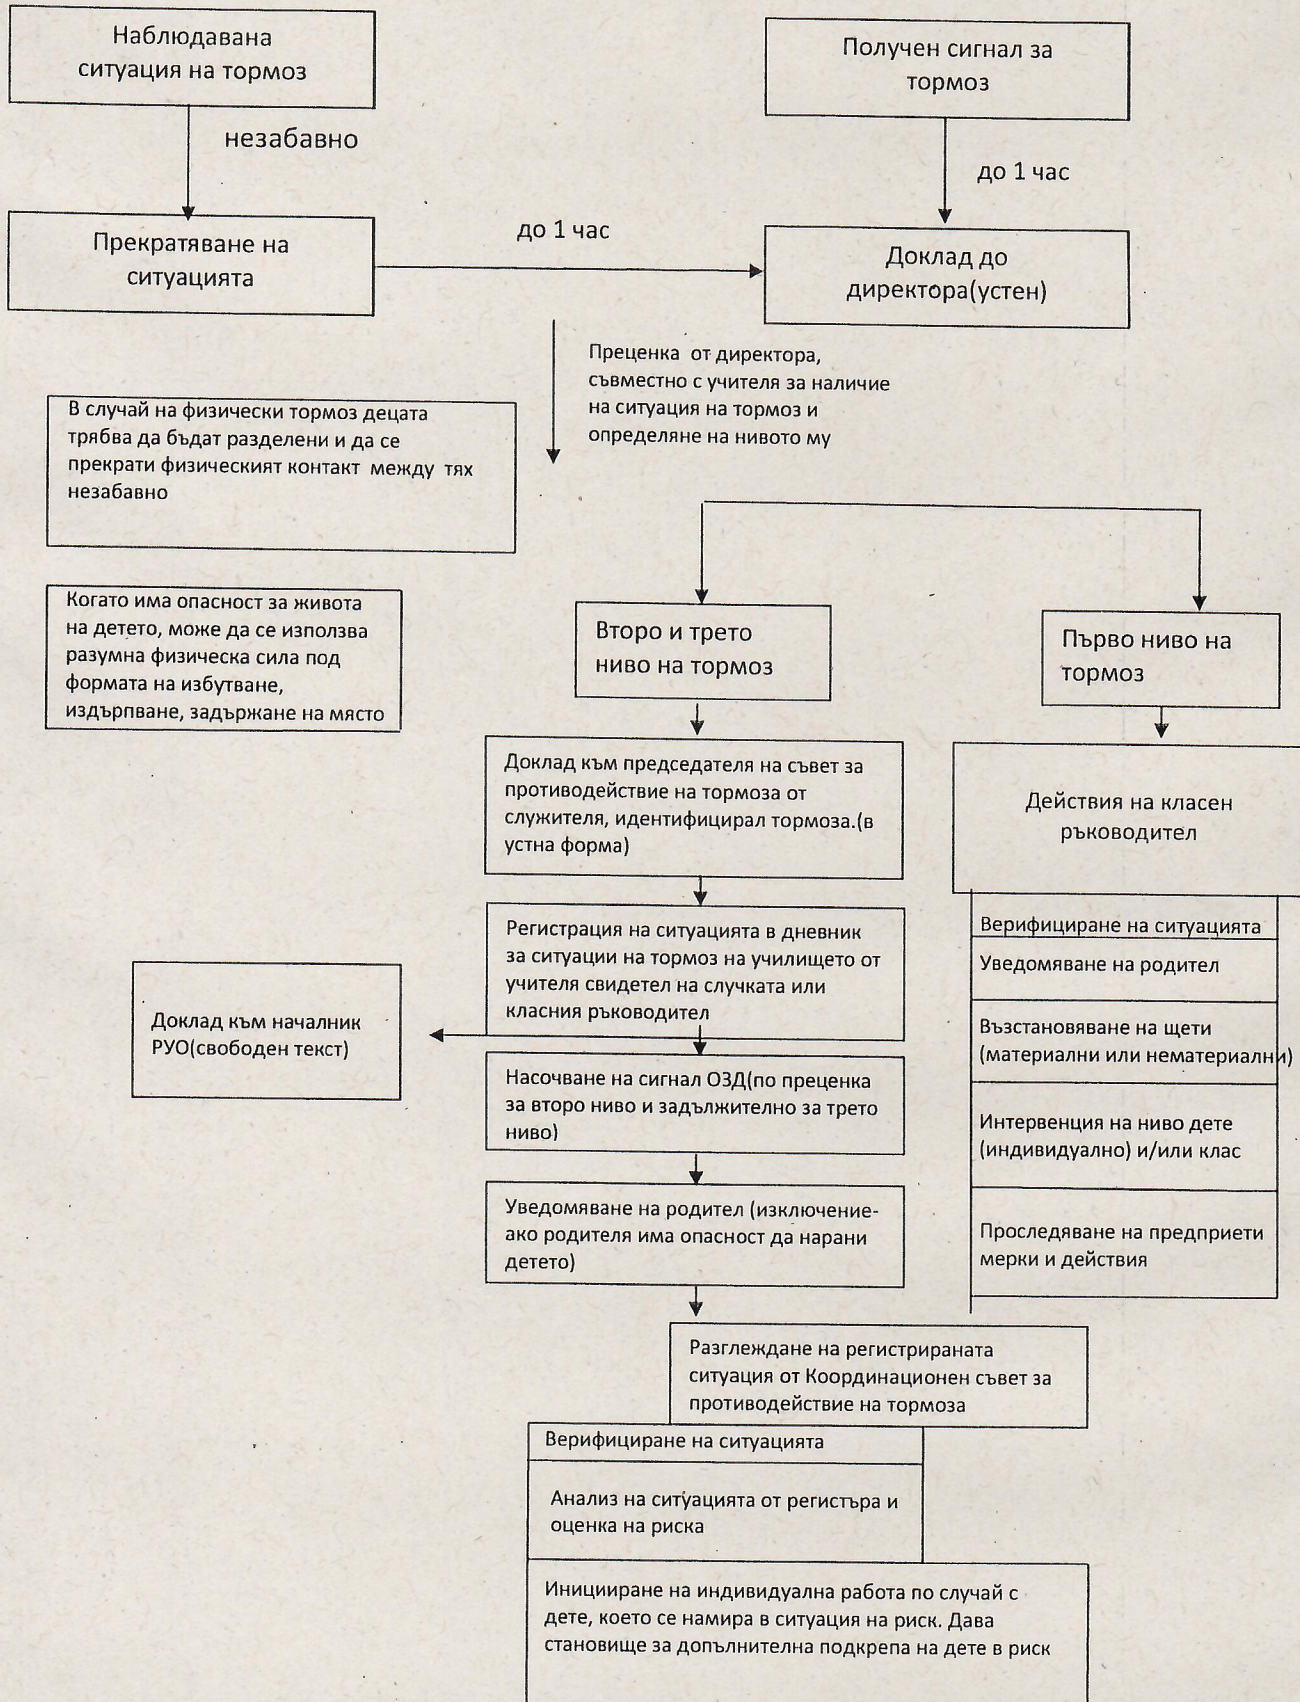 Наблюдавана
ситуация на тормоз
Получен сигнал за
тормоз
незабавно
до 1 час
Прекратяване на
ситуацията
до 1 час
Доклад до
директора(устен)
Преценка от директора,
съвместно с учителя за наличие
на ситуация на тормоз и
определяне на нивото му
В случай на физически тормоз децата
трябва да бъдат разделени и да се
прекрати физическият контакт между тях
незабавно
Когато има опасност за живота
на детето, може да се използва
разумна физическа сила под
формата на избутване,
издърпване, задържане на място
Второ и трето
ниво на тормоз
Първо ниво на
тормоз
Доклад към председателя на съвет за
противодействие на тормоза от
служителя, идентифицирал тормоза.(в
устна форма)
Действия на класен
ръководител
Регистрация на ситуацията в дневник
за ситуации на тормоз на училището от
учителя свидетел на случката или
класния ръководител
Доклад към началник
РУО(свободен текст)
Насочване на сигнал ОЗД(по преценка
за второ ниво и задължително за трето
ниво)
Уведомяване на родител (изключение-
ако родителя има опасност да нарани
детето)
Верифициране на ситуацията
Уведомяване на родител
Възстановяване на щети
(материални или нематериални)
Интервенция на ниво дете
(индивидуално) и/или клас
Проследяване на предприети
мерки и действия
Разглеждане на регистрираната
ситуация от Координационен съвет за
противодействие на тормоза
Верифициране на ситуацията
Анализ на ситуацията от регистъра и
оценка на риска
Иницииране на индивидуална работа по случай с
дете, което се намира в ситуация на риск. Дава
становище за допълнителна подкрепа на дете в риск